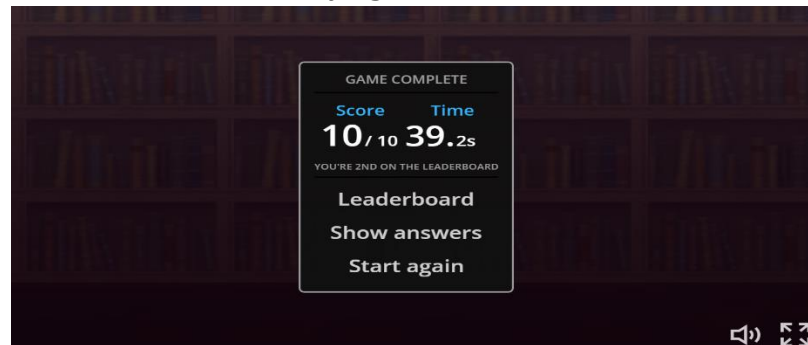 GAME COMPLETE
Score Time
10/ 10 39.2s
YOU'RE 2ND ON THE LEADERBOARD
Leaderboard
Show answers
Start again